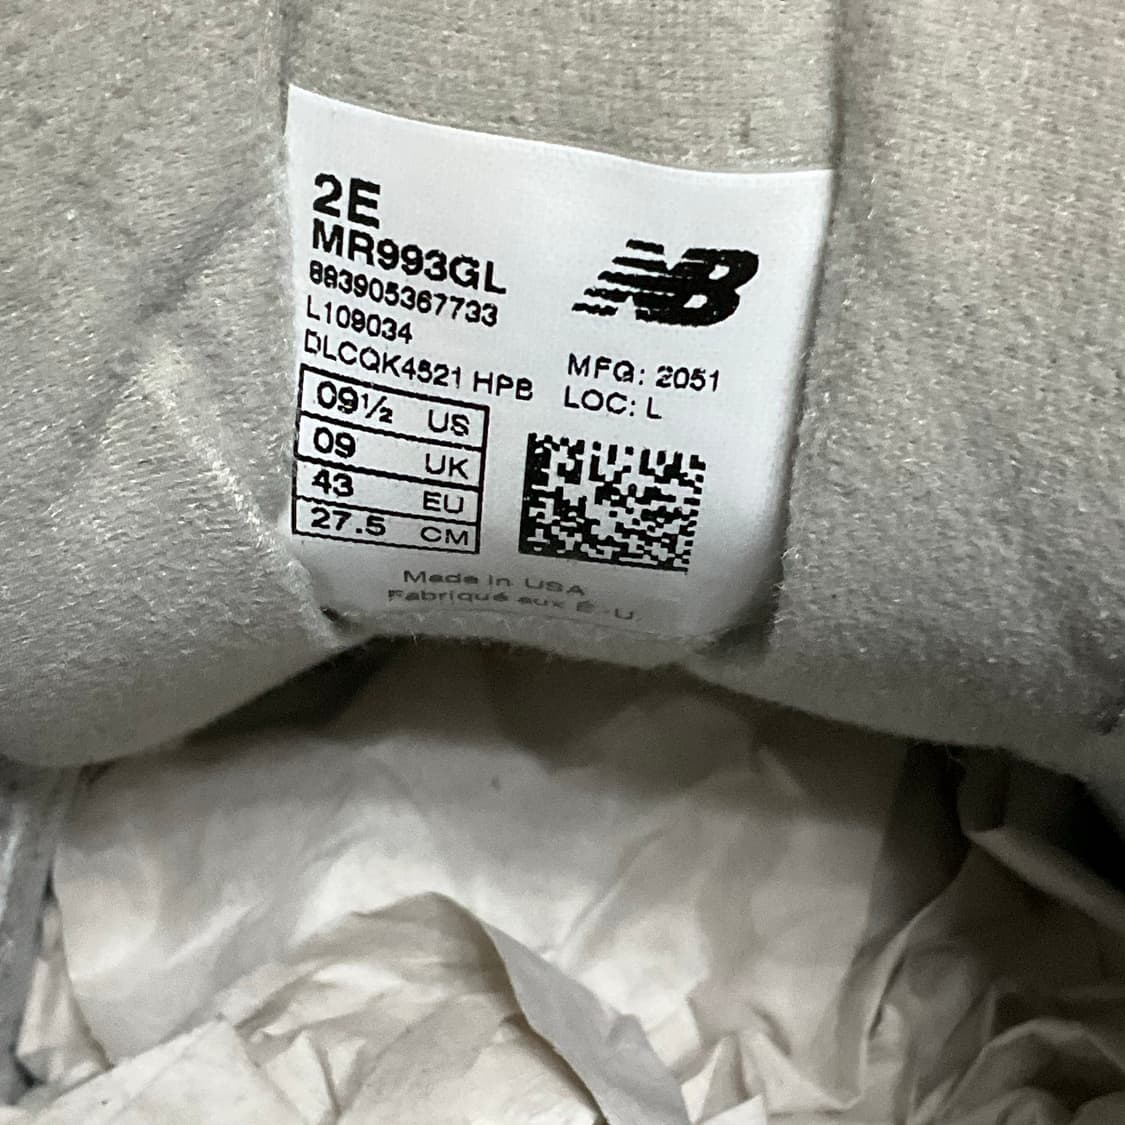 2E
MR993GL
883905367733
L109034
DLCQK4521 HPB
09½ US
09 UK
43 EU
27.5 CM
NB
MFG: 2051
LOC: L
Made in USA
Fabriqué aux É.-U